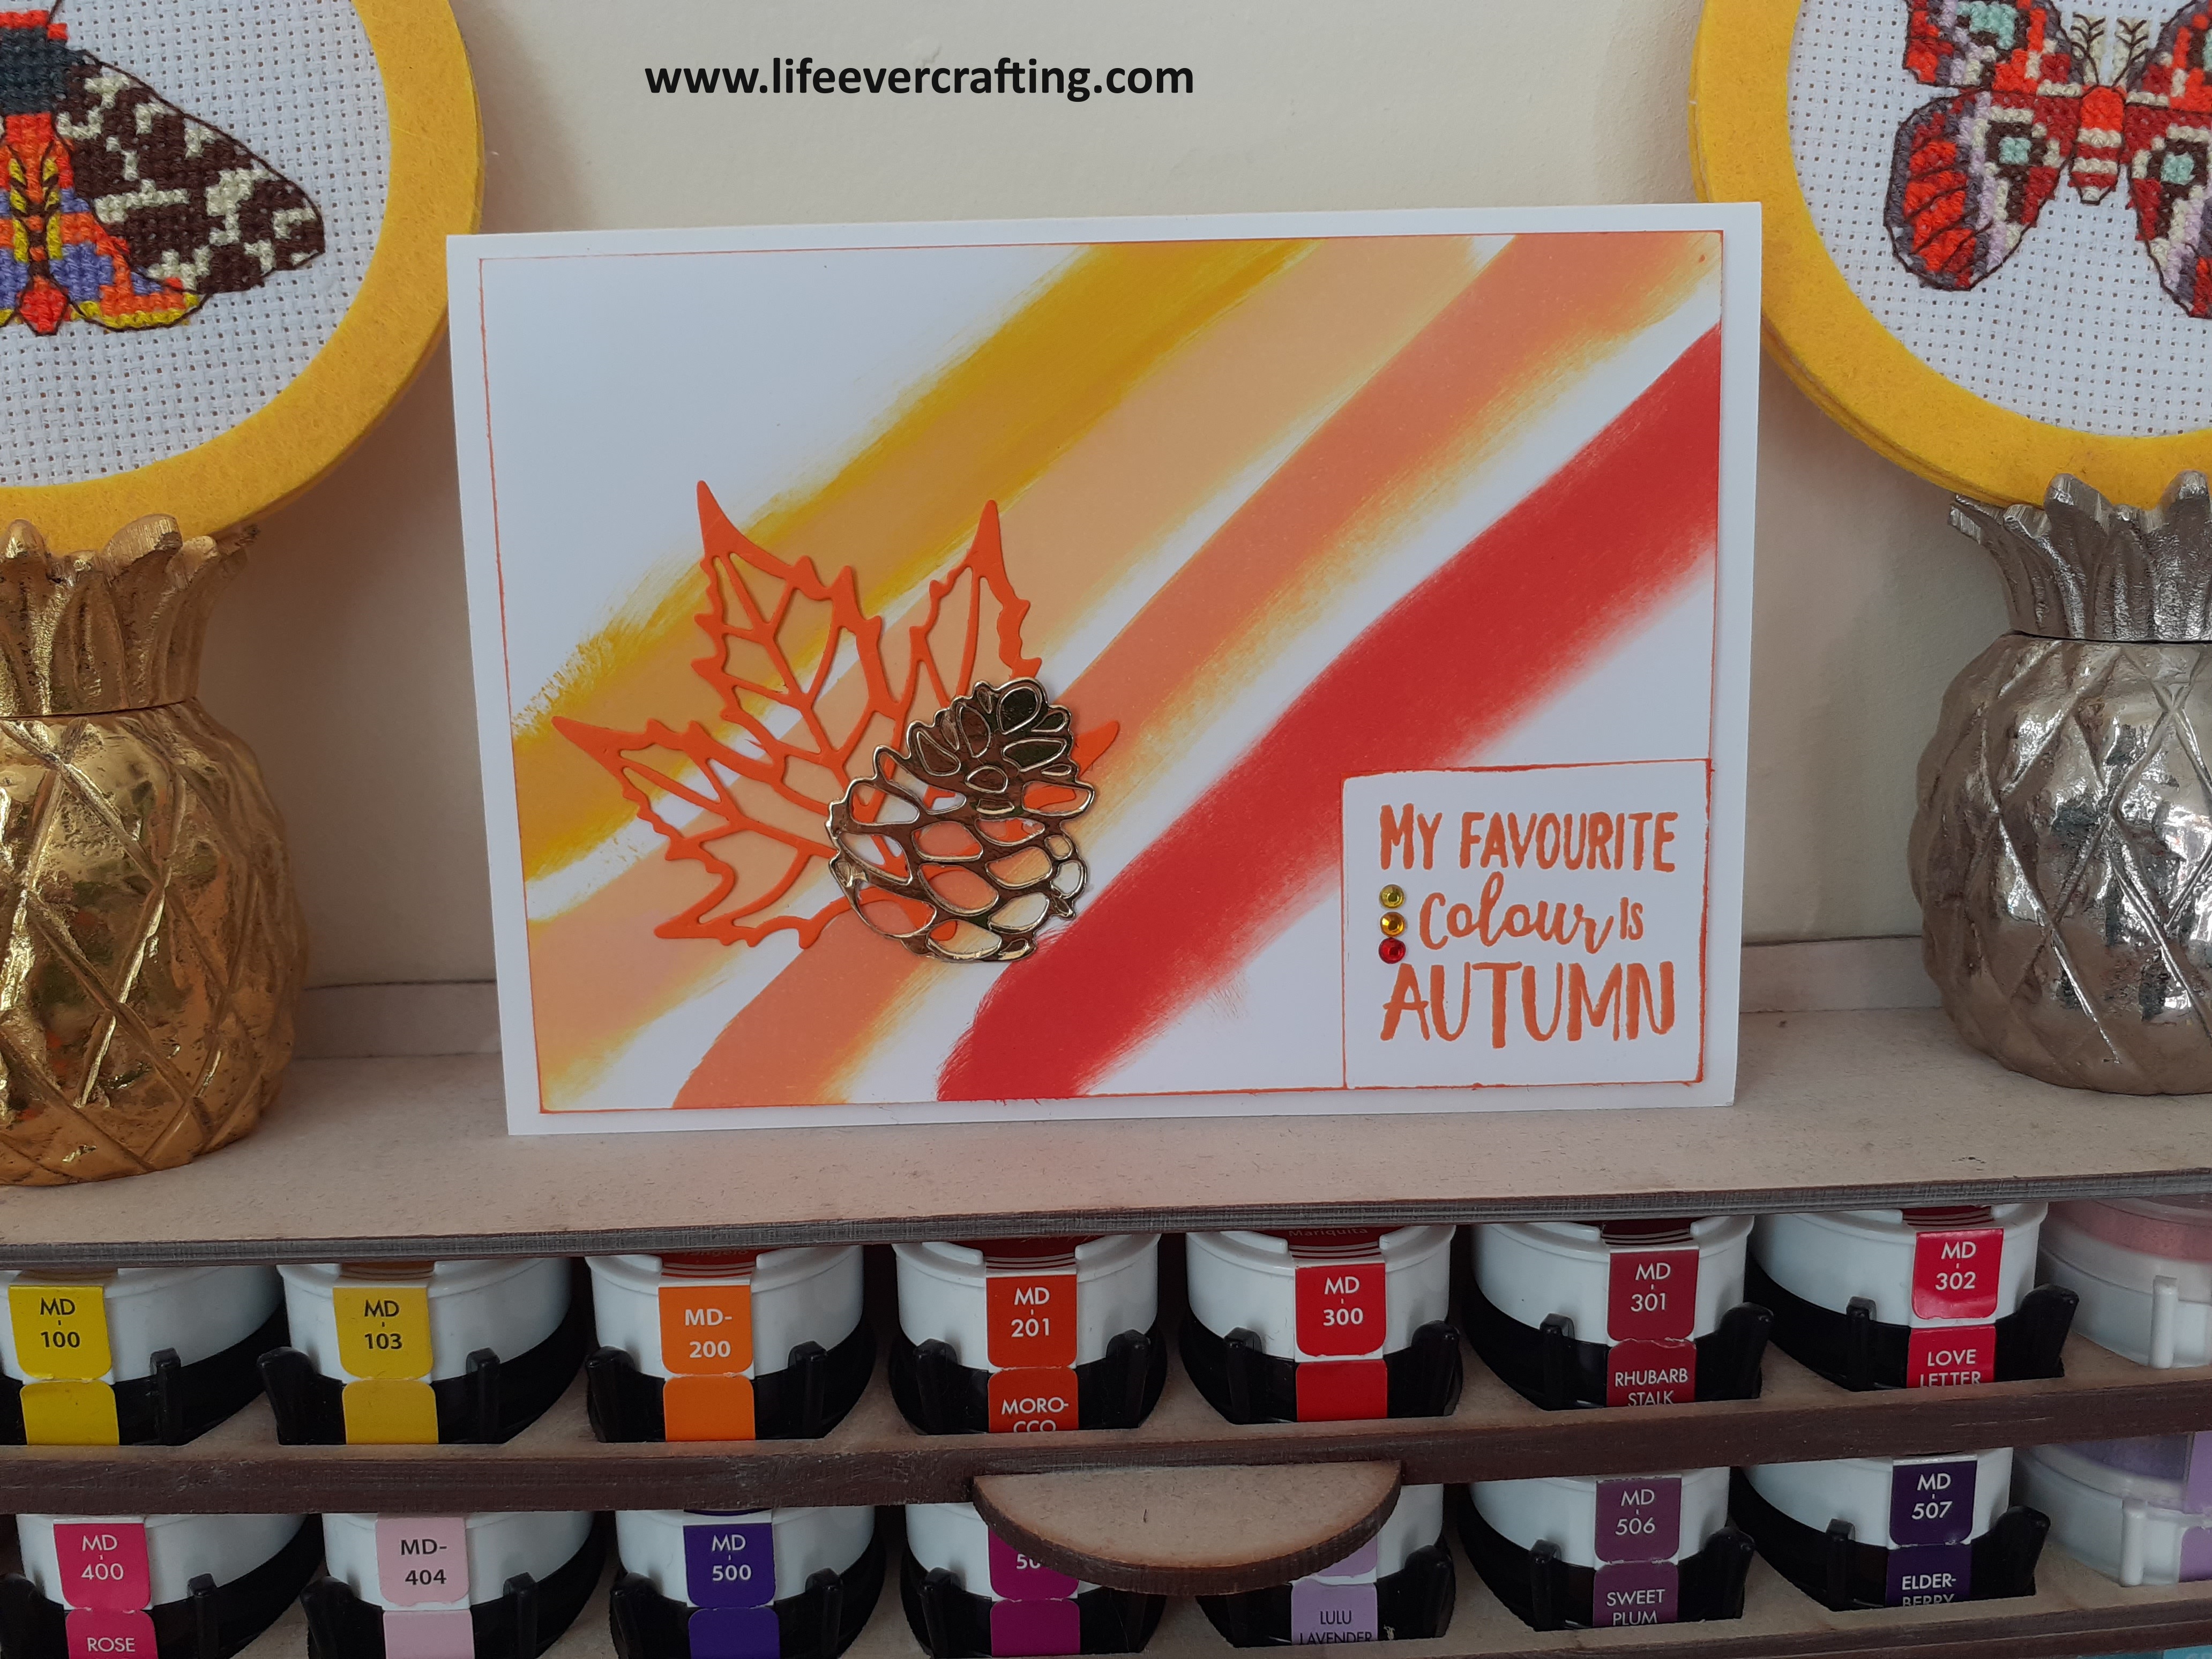 www.lifeevercrafting.com
MY FAVOURITE
colour IS
AUTUMN
Mariquita
MD
100
MD
103
MD-
200
MD
-
201
MOROCCO
MD
-
300
MD
-
301
RHUBARB
STALK
MD
-
302
LOVE
LETTER
MD
-
400
ROSE
MD-
404
MD
-
500
LULU
LAVENDER
MD
-
506
SWEET
PLUM
MD
-
507
ELDER-
BERRY